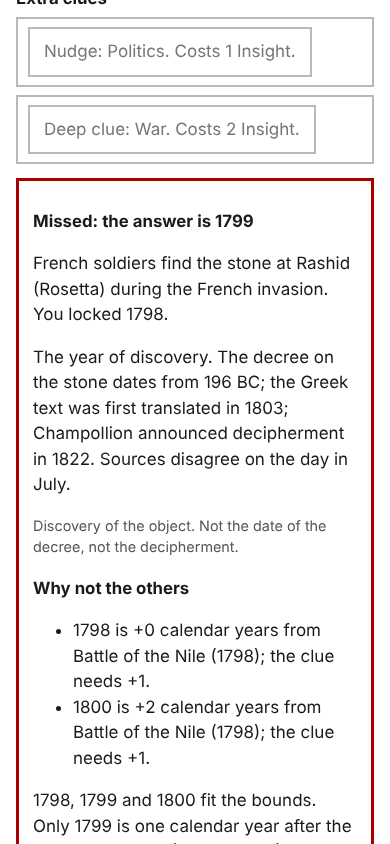 Extra clues
Nudge: Politics. Costs 1 Insight.
Deep clue: War. Costs 2 Insight.
Missed: the answer is 1799
French soldiers find the stone at Rashid
(Rosetta) during the French invasion.
You locked 1798.
The year of discovery. The decree on
the stone dates from 196 BC; the Greek
text was first translated in 1803;
Champollion announced decipherment
in 1822. Sources disagree on the day in
July.
Discovery of the object. Not the date of the
decree, not the decipherment.
Why not the others
• 1798 is +0 calendar years from
Battle of the Nile (1798); the clue
needs +1.
• 1800 is +2 calendar years from
Battle of the Nile (1798); the clue
needs +1.
1798, 1799 and 1800 fit the bounds.
Only 1799 is one calendar year after the